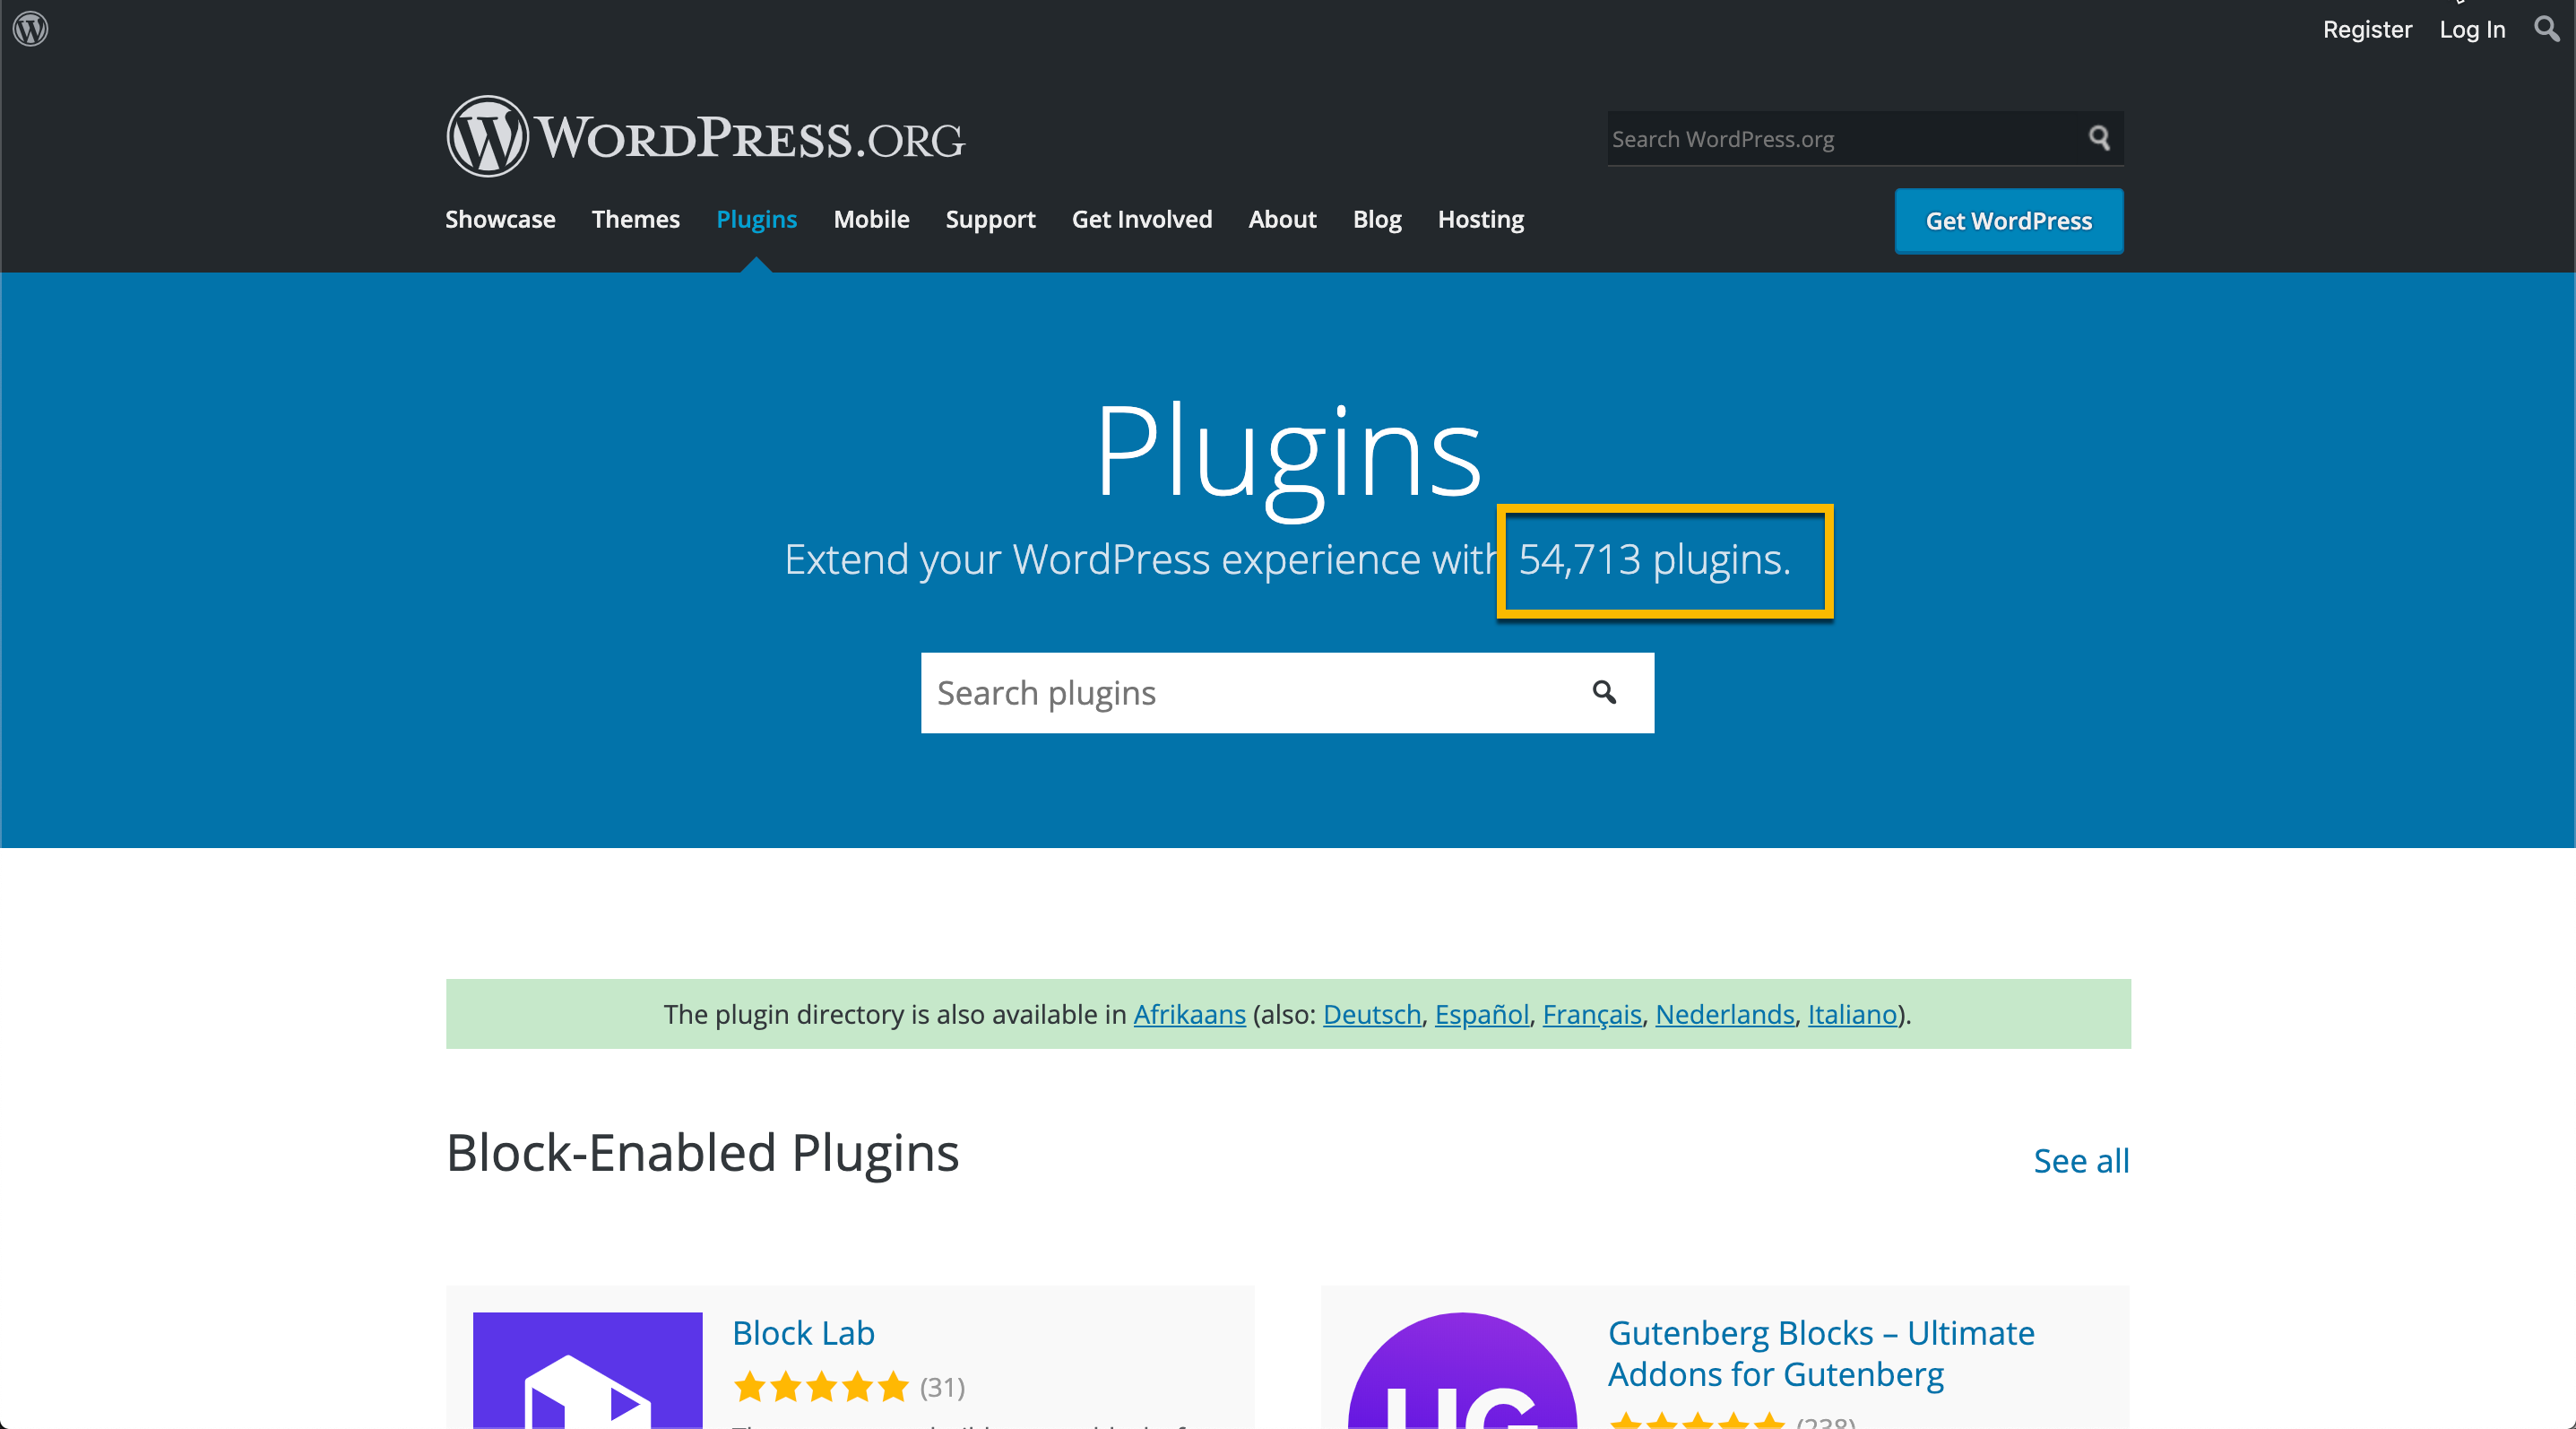 Register Log In
WORDPRESS.ORG
Search WordPress.org
Showcase Themes Plugins Mobile Support Get Involved About Blog Hosting
Get WordPress
Plugins
Extend your WordPress experience with 54,713 plugins.
Search plugins
The plugin directory is also available in Afrikaans (also: Deutsch, Español, Français, Nederlands, Italiano).
Block-Enabled Plugins
See all
Block Lab
(31)
Gutenberg Blocks – Ultimate
Addons for Gutenberg
UG
(238)